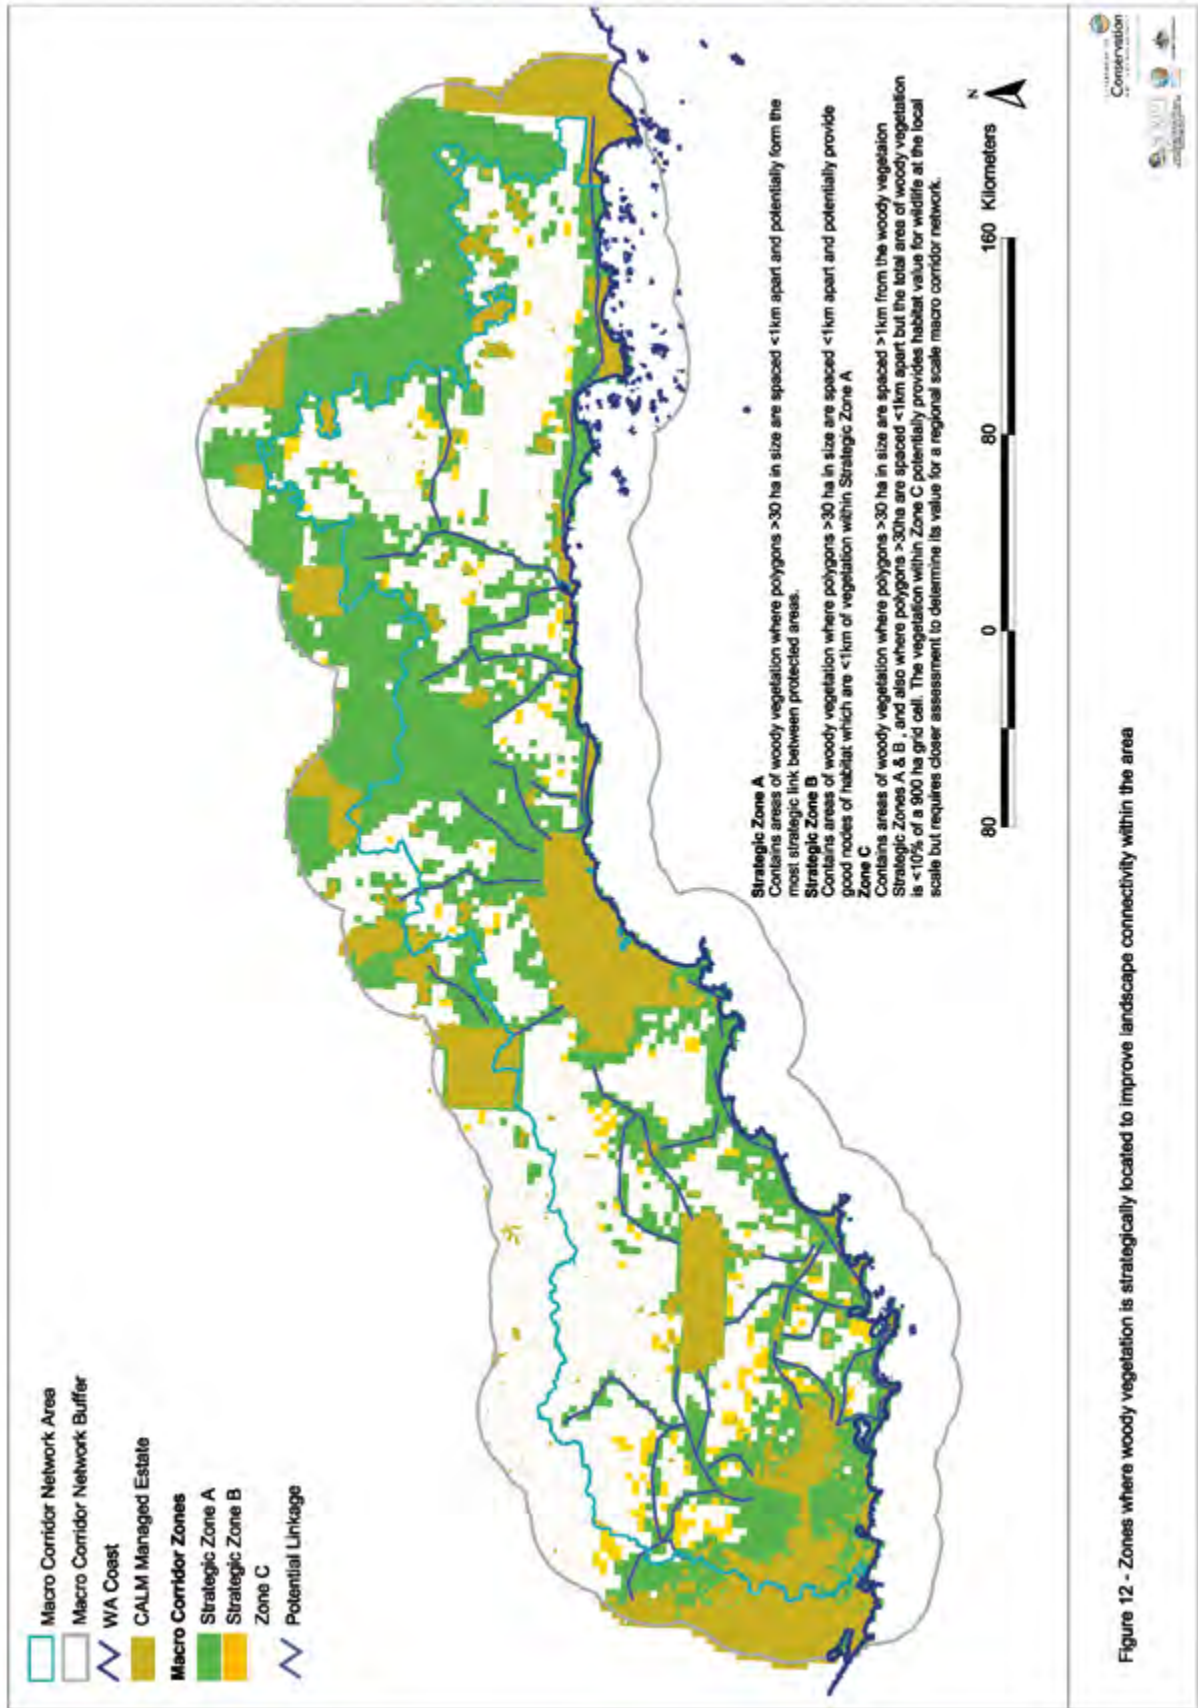 Macro Corridor Network Area
Macro Corridor Network Buffer
WA Coast
CALM Managed Estate
Macro Corridor Zones
Strategic Zone A
Strategic Zone B
Zone C
Potential Linkage
Strategic Zone A
Contains areas of woody vegetation where polygons >30 ha in size are spaced <1km apart and potentially form the
most strategic link between protected areas.
Strategic Zone B
Contains areas of woody vegetation where polygons >30 ha in size are spaced <1km apart and potentially provide
good nodes of habitat which are <1km of vegetation within Strategic Zone A
Zone C
Contains areas of woody vegetation where polygons >30 ha in size are spaced >1km from the woody vegetaion
Strategic Zones A & B , and also where polygons >30ha are spaced <1km apart but the total area of woody vegetation
is <10% of a 900 ha grid cell. The vegetation within Zone C potentially provides habitat value for wildlife at the local
scale but requires closer assessment to determine its value for a regional scale macro corridor network.
N
80 0 80 160 Kilometers
Figure 12 - Zones where woody vegetation is strategically located to improve landscape connectivity within the area
Conservation